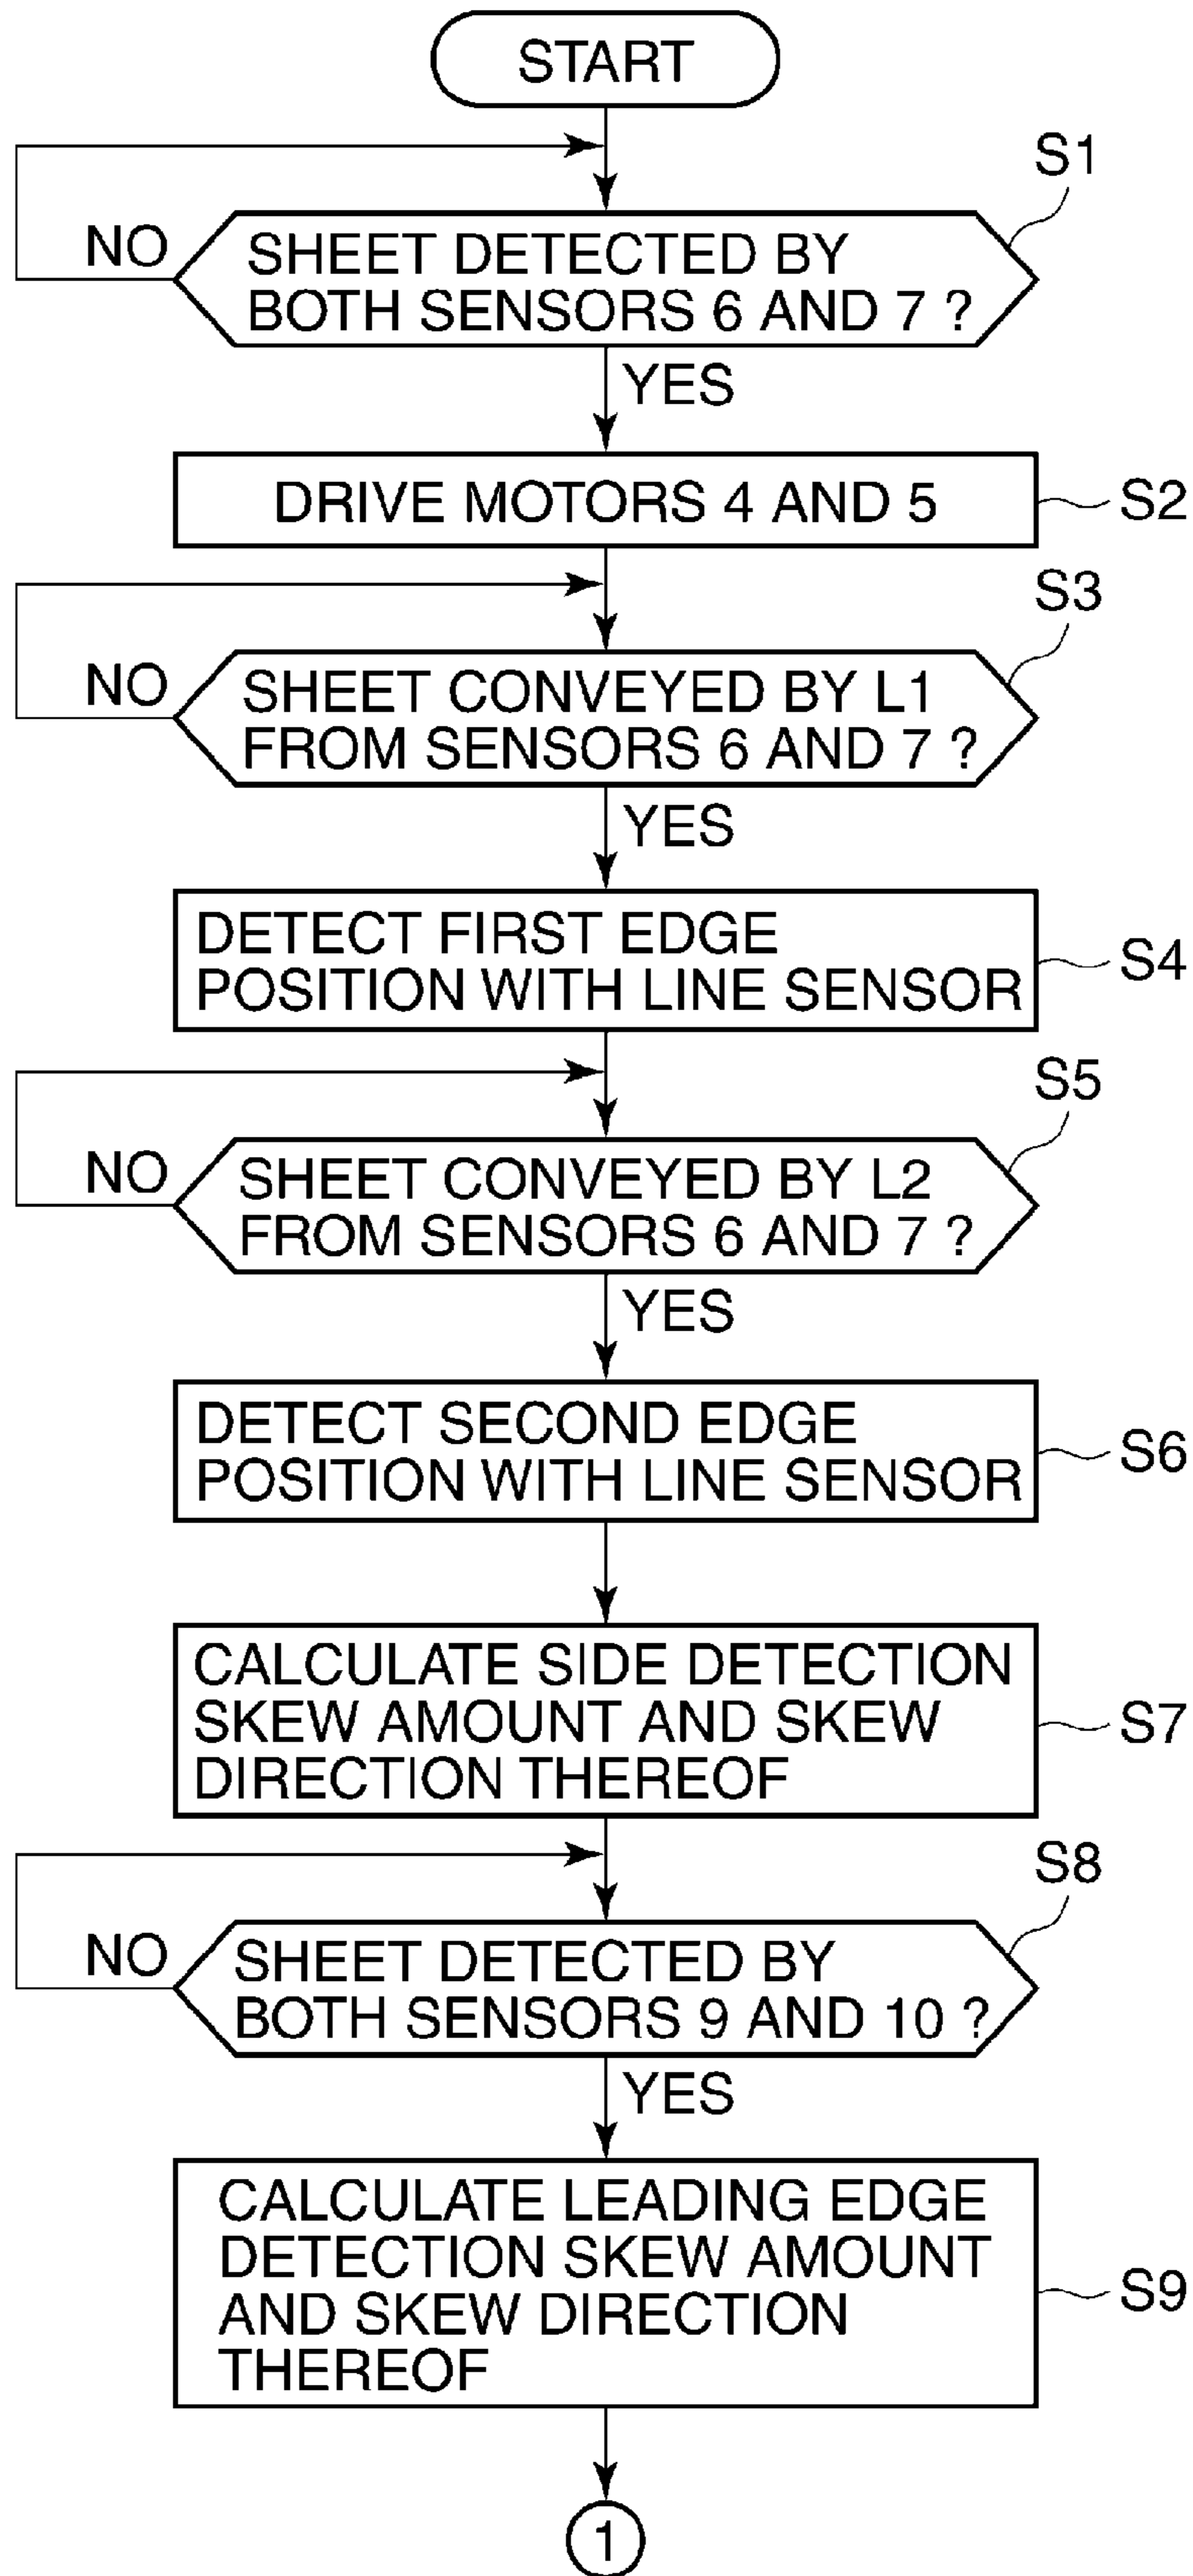 START
S1
NO
SHEET DETECTED BY
BOTH SENSORS 6 AND 7 ?
YES
DRIVE MOTORS 4 AND 5
S2
S3
NO
SHEET CONVEYED BY L1
FROM SENSORS 6 AND 7 ?
YES
DETECT FIRST EDGE
POSITION WITH LINE SENSOR
S4
S5
NO
SHEET CONVEYED BY L2
FROM SENSORS 6 AND 7 ?
YES
DETECT SECOND EDGE
POSITION WITH LINE SENSOR
S6
CALCULATE SIDE DETECTION
SKEW AMOUNT AND SKEW
DIRECTION THEREOF
S7
S8
NO
SHEET DETECTED BY
BOTH SENSORS 9 AND 10 ?
YES
CALCULATE LEADING EDGE
DETECTION SKEW AMOUNT
AND SKEW DIRECTION
THEREOF
S9
1